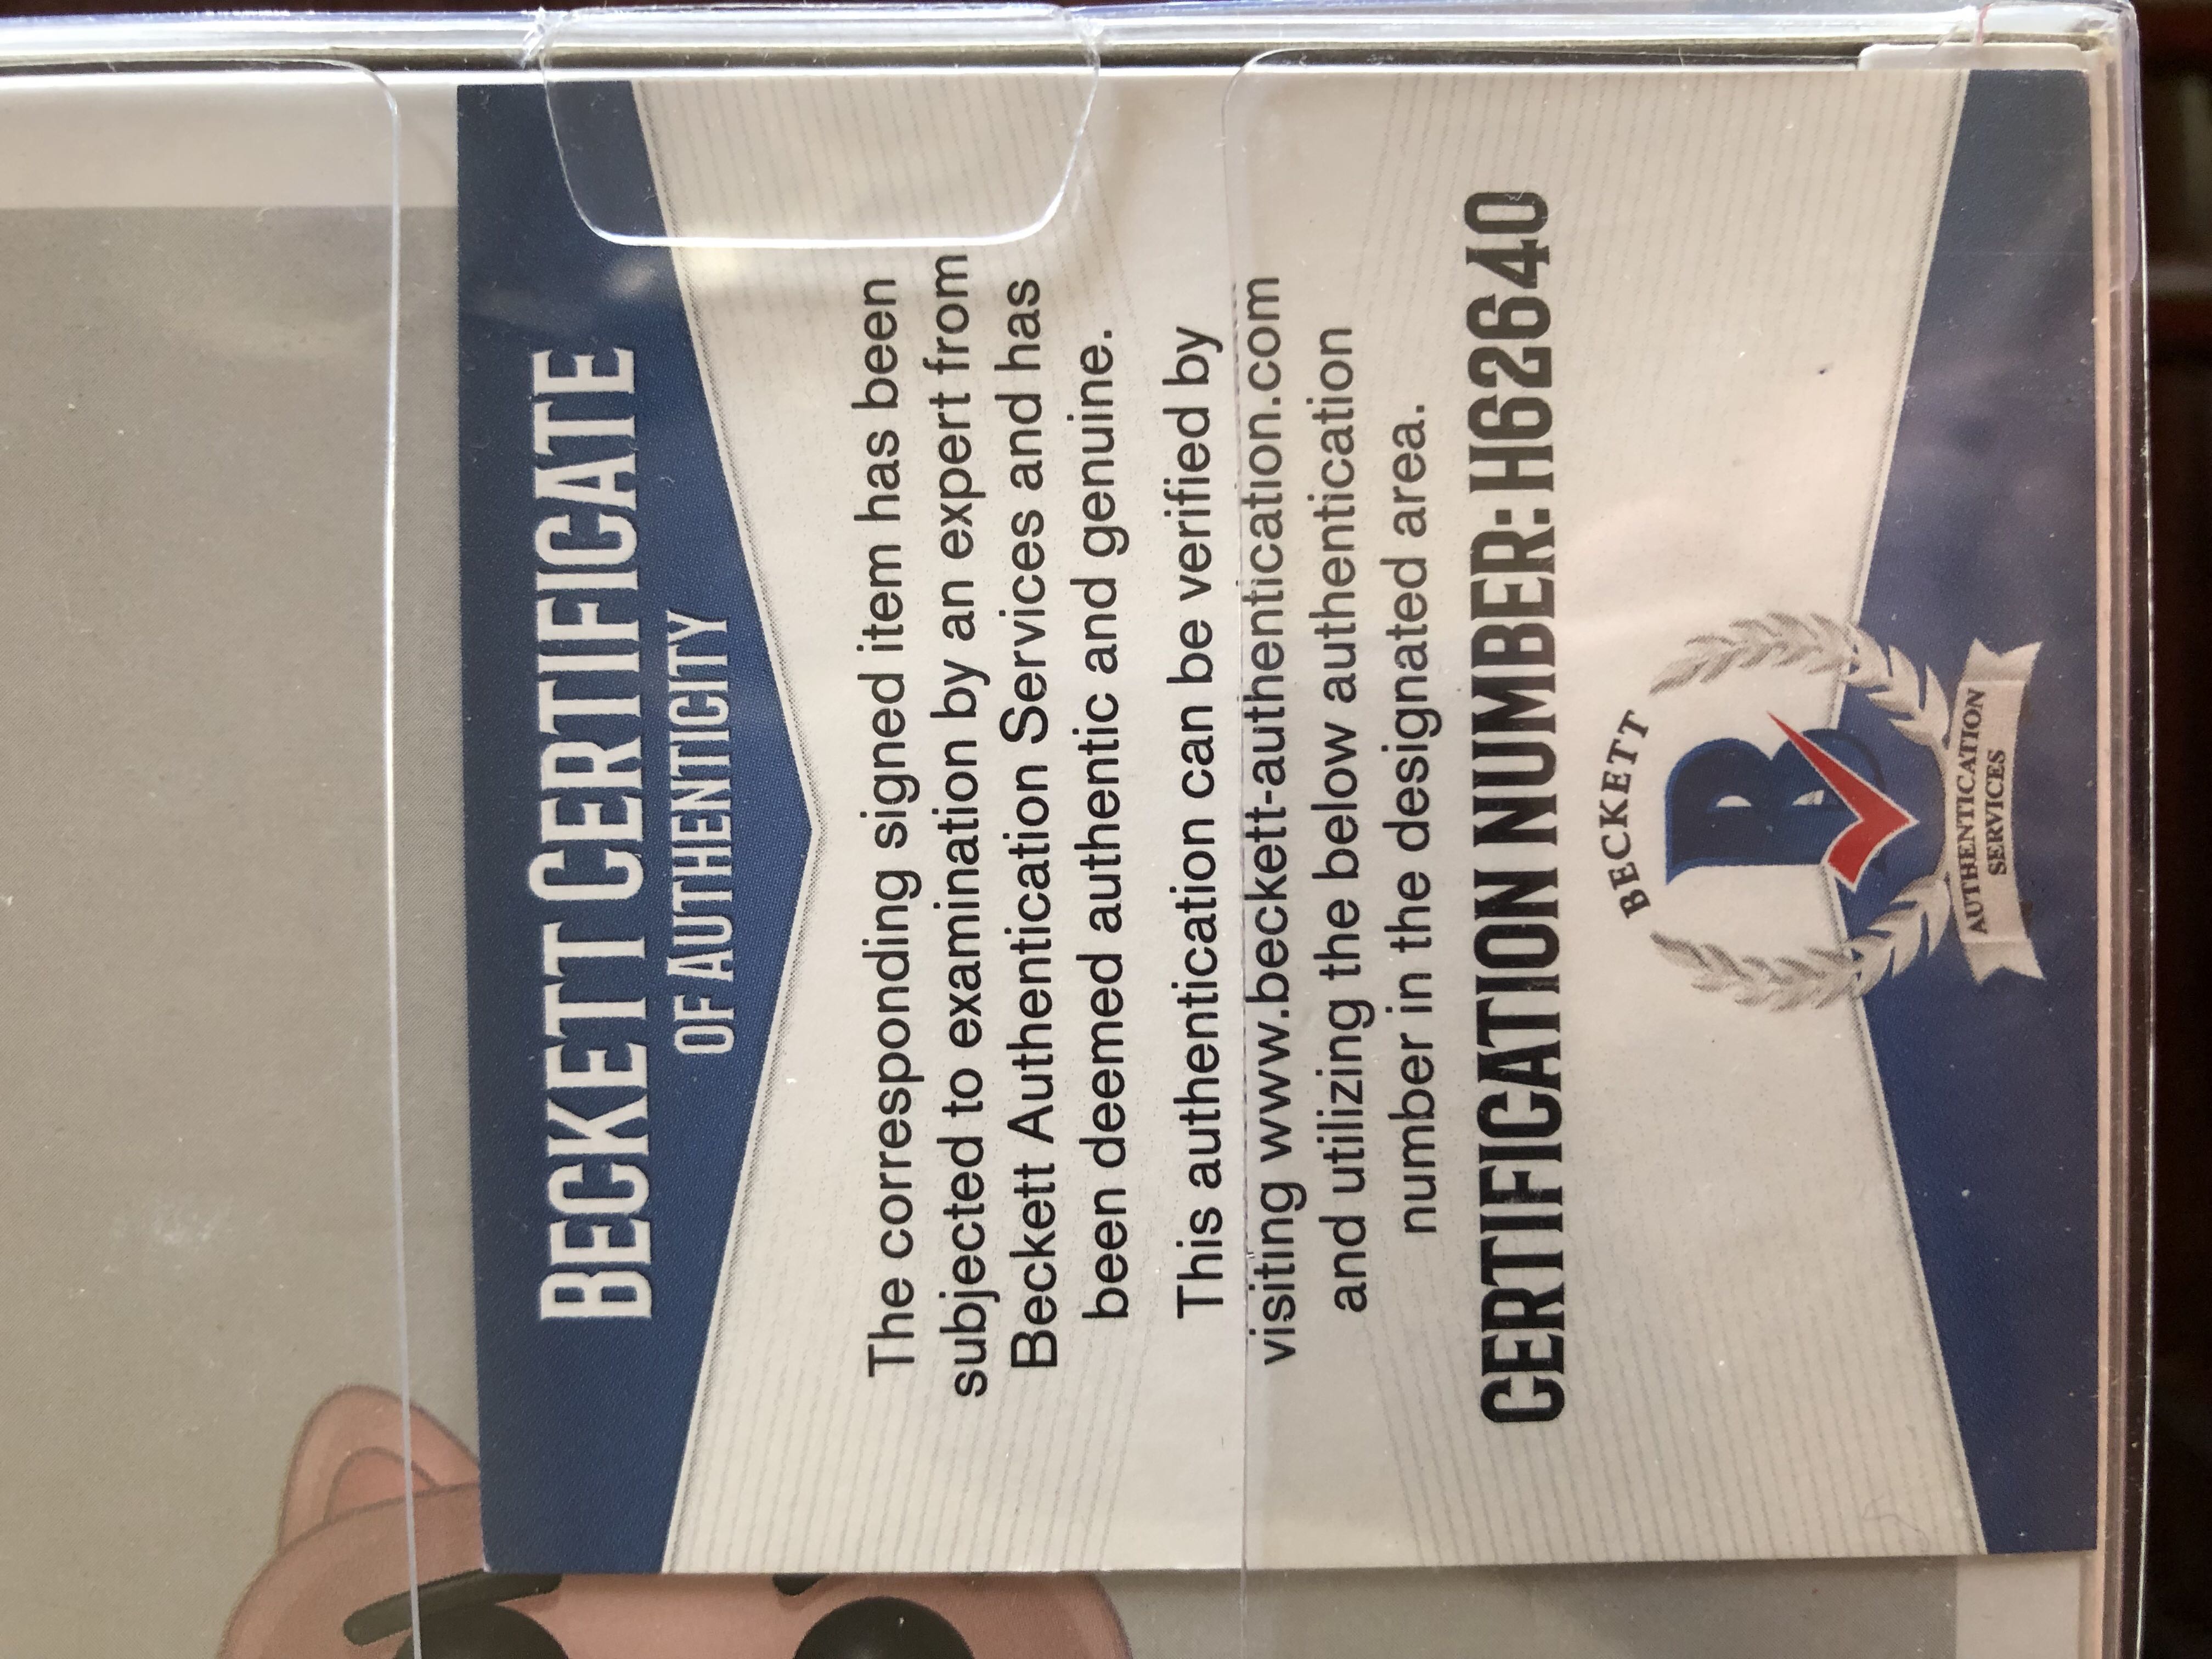 BECKETT CERTIFICATE
OF AUTHENTICITY
The corresponding signed item has been
subjected to examination by an expert from
Beckett Authentication Services and has
been deemed authentic and genuine.
This authentication can be verified by
visiting www.beckett-authentication.com
and utilizing the below authentication
number in the designated area.
CERTIFICATION NUMBER: H62640
BECKETT
B
AUTHENTICATION
SERVICES